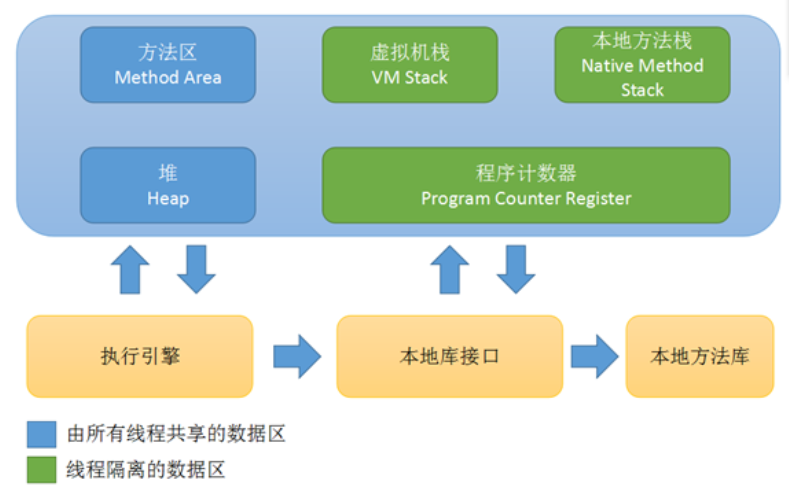 方法区
Method Area
虚拟机栈
VM Stack
本地方法栈
Native Method
Stack
堆
Heap
程序计数器
Program Counter Register
执行引擎
本地库接口
本地方法库
由所有线程共享的数据区
线程隔离的数据区